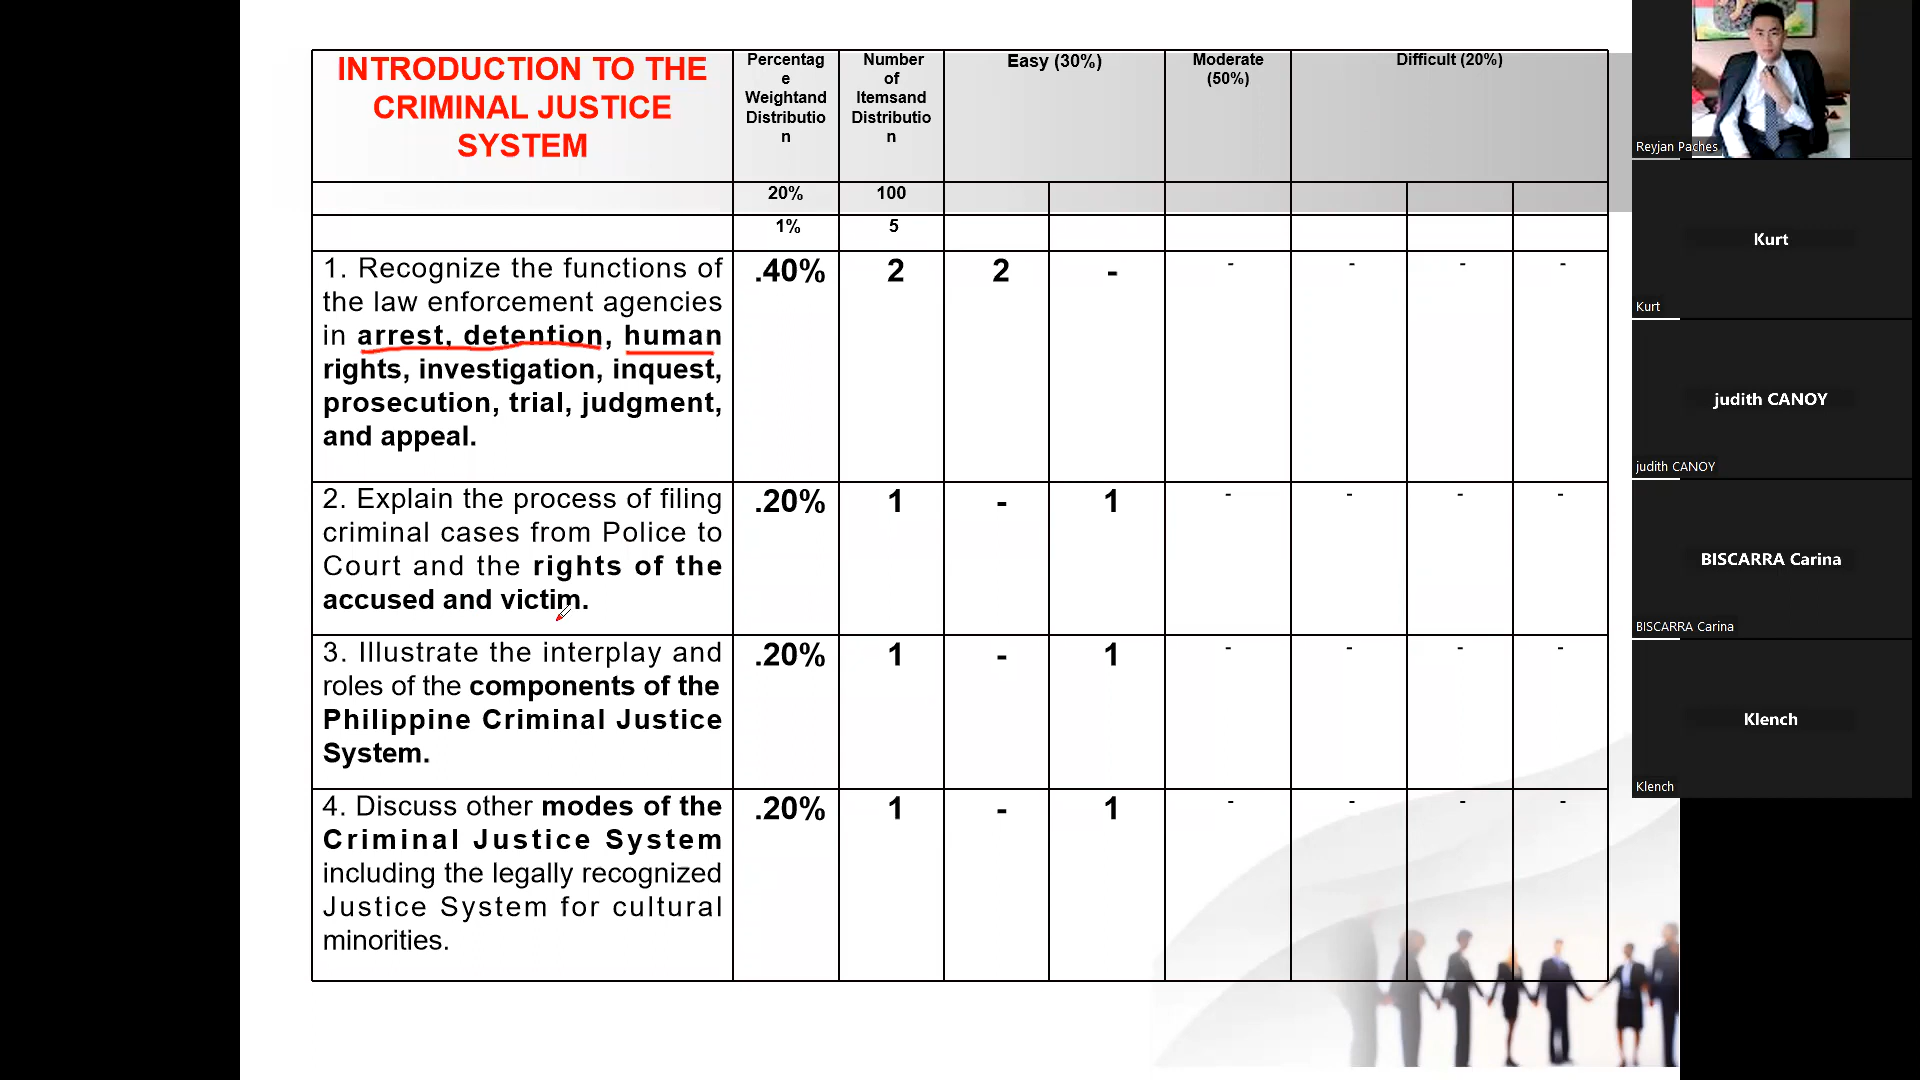 INTRODUCTION TO THE
CRIMINAL JUSTICE
SYSTEM
Percentag
e
Weightand
Distributio
n
Number
of
Itemsand
Distributio
n
Easy (30%)
Moderate
(50%)
Difficult (20%)
20%
100
1%
5
1. Recognize the functions of
the law enforcement agencies
in arrest, detention, human
rights, investigation, inquest,
prosecution, trial, judgment,
and appeal.
.40%
2
2
-
-
-
-
-
2. Explain the process of filing
criminal cases from Police to
Court and the rights of the
accused and victim.
.20%
1
-
1
-
-
-
-
3. Illustrate the interplay and
roles of the components of the
Philippine Criminal Justice
System.
.20%
1
-
1
-
-
-
-
4. Discuss other modes of the
Criminal Justice System
including the legally recognized
Justice System for cultural
minorities.
.20%
1
-
1
-
-
-
-
Reyjan Paches
Kurt
Kurt
judith CANOY
judith CANOY
BISCARRA Carina
BISCARRA Carina
Klench
Klench